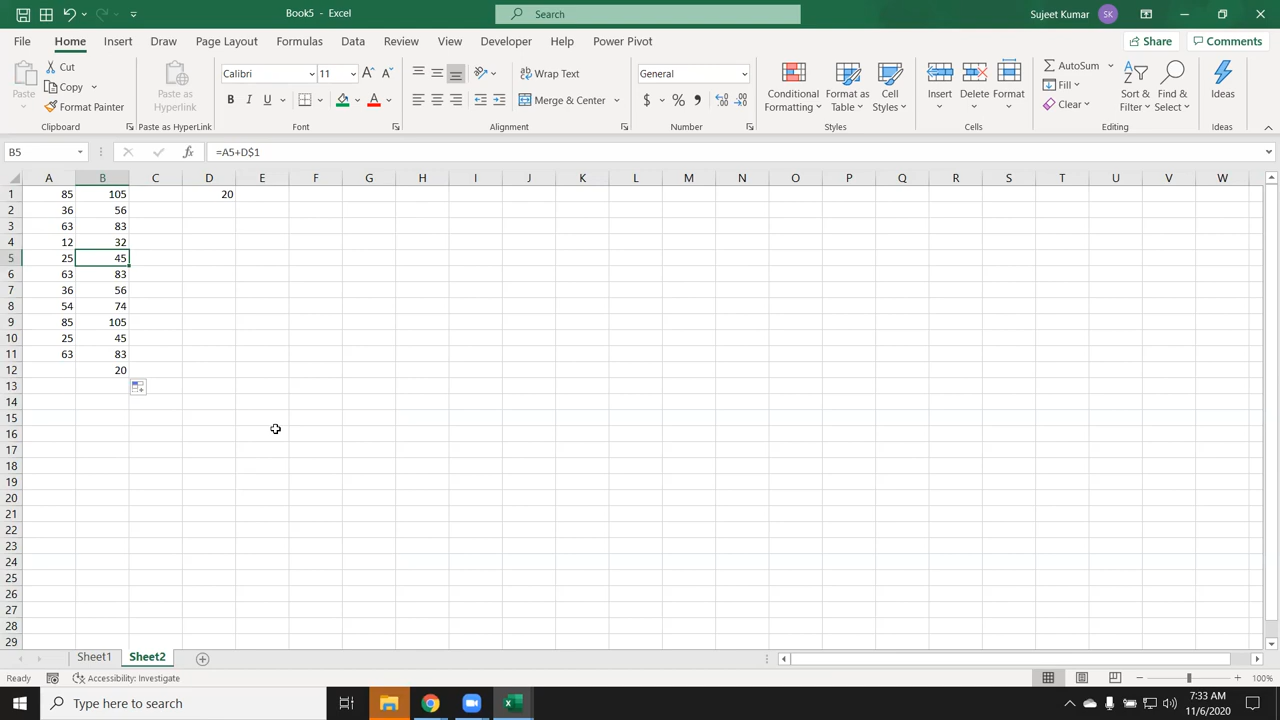 Book5 - Excel
Search
Sujeet Kumar
SK
File Home Insert Draw Page Layout Formulas Data Review View Developer Help Power Pivot
Share
Comments
Paste
Cut
Copy
Format Painter
Clipboard
Paste as
Hyperlink
Paste as HyperLink
Calibri
11
B I U
Font
Wrap Text
Merge & Center
Alignment
General
$ % ,
Number
Conditional
Formatting
Format as
Table
Cell
Styles
Styles
Insert
Delete
Format
Cells
AutoSum
Fill
Clear
Sort &
Filter
Find &
Select
Editing
Ideas
Ideas
B5
fx
=A5+D$1
A B C D E F G H I J K L M N O P Q R S T U V W
1 85 105 20
2 36 56
3 63 83
4 12 32
5 25 45
6 63 83
7 36 56
8 54 74
9 85 105
10 25 45
11 63 83
12 20
13
14
15
16
17
18
19
20
21
22
23
24
25
26
27
28
29
Sheet1 Sheet2
Ready
Accessibility: Investigate
100%
Type here to search
7:33 AM
11/6/2020